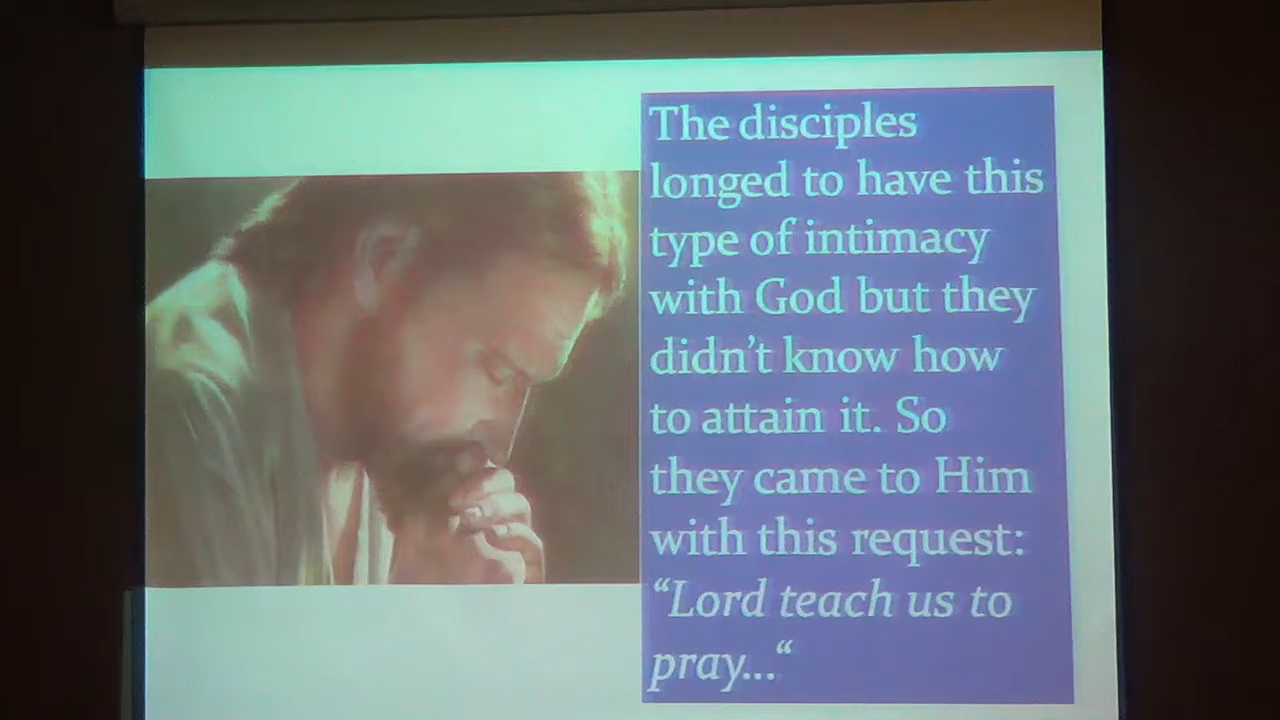 The disciples
longed to have this
type of intimacy
with God but they
didn’t know how
to attain it. So
they came to Him
with this request:
“Lord teach us to
pray...“